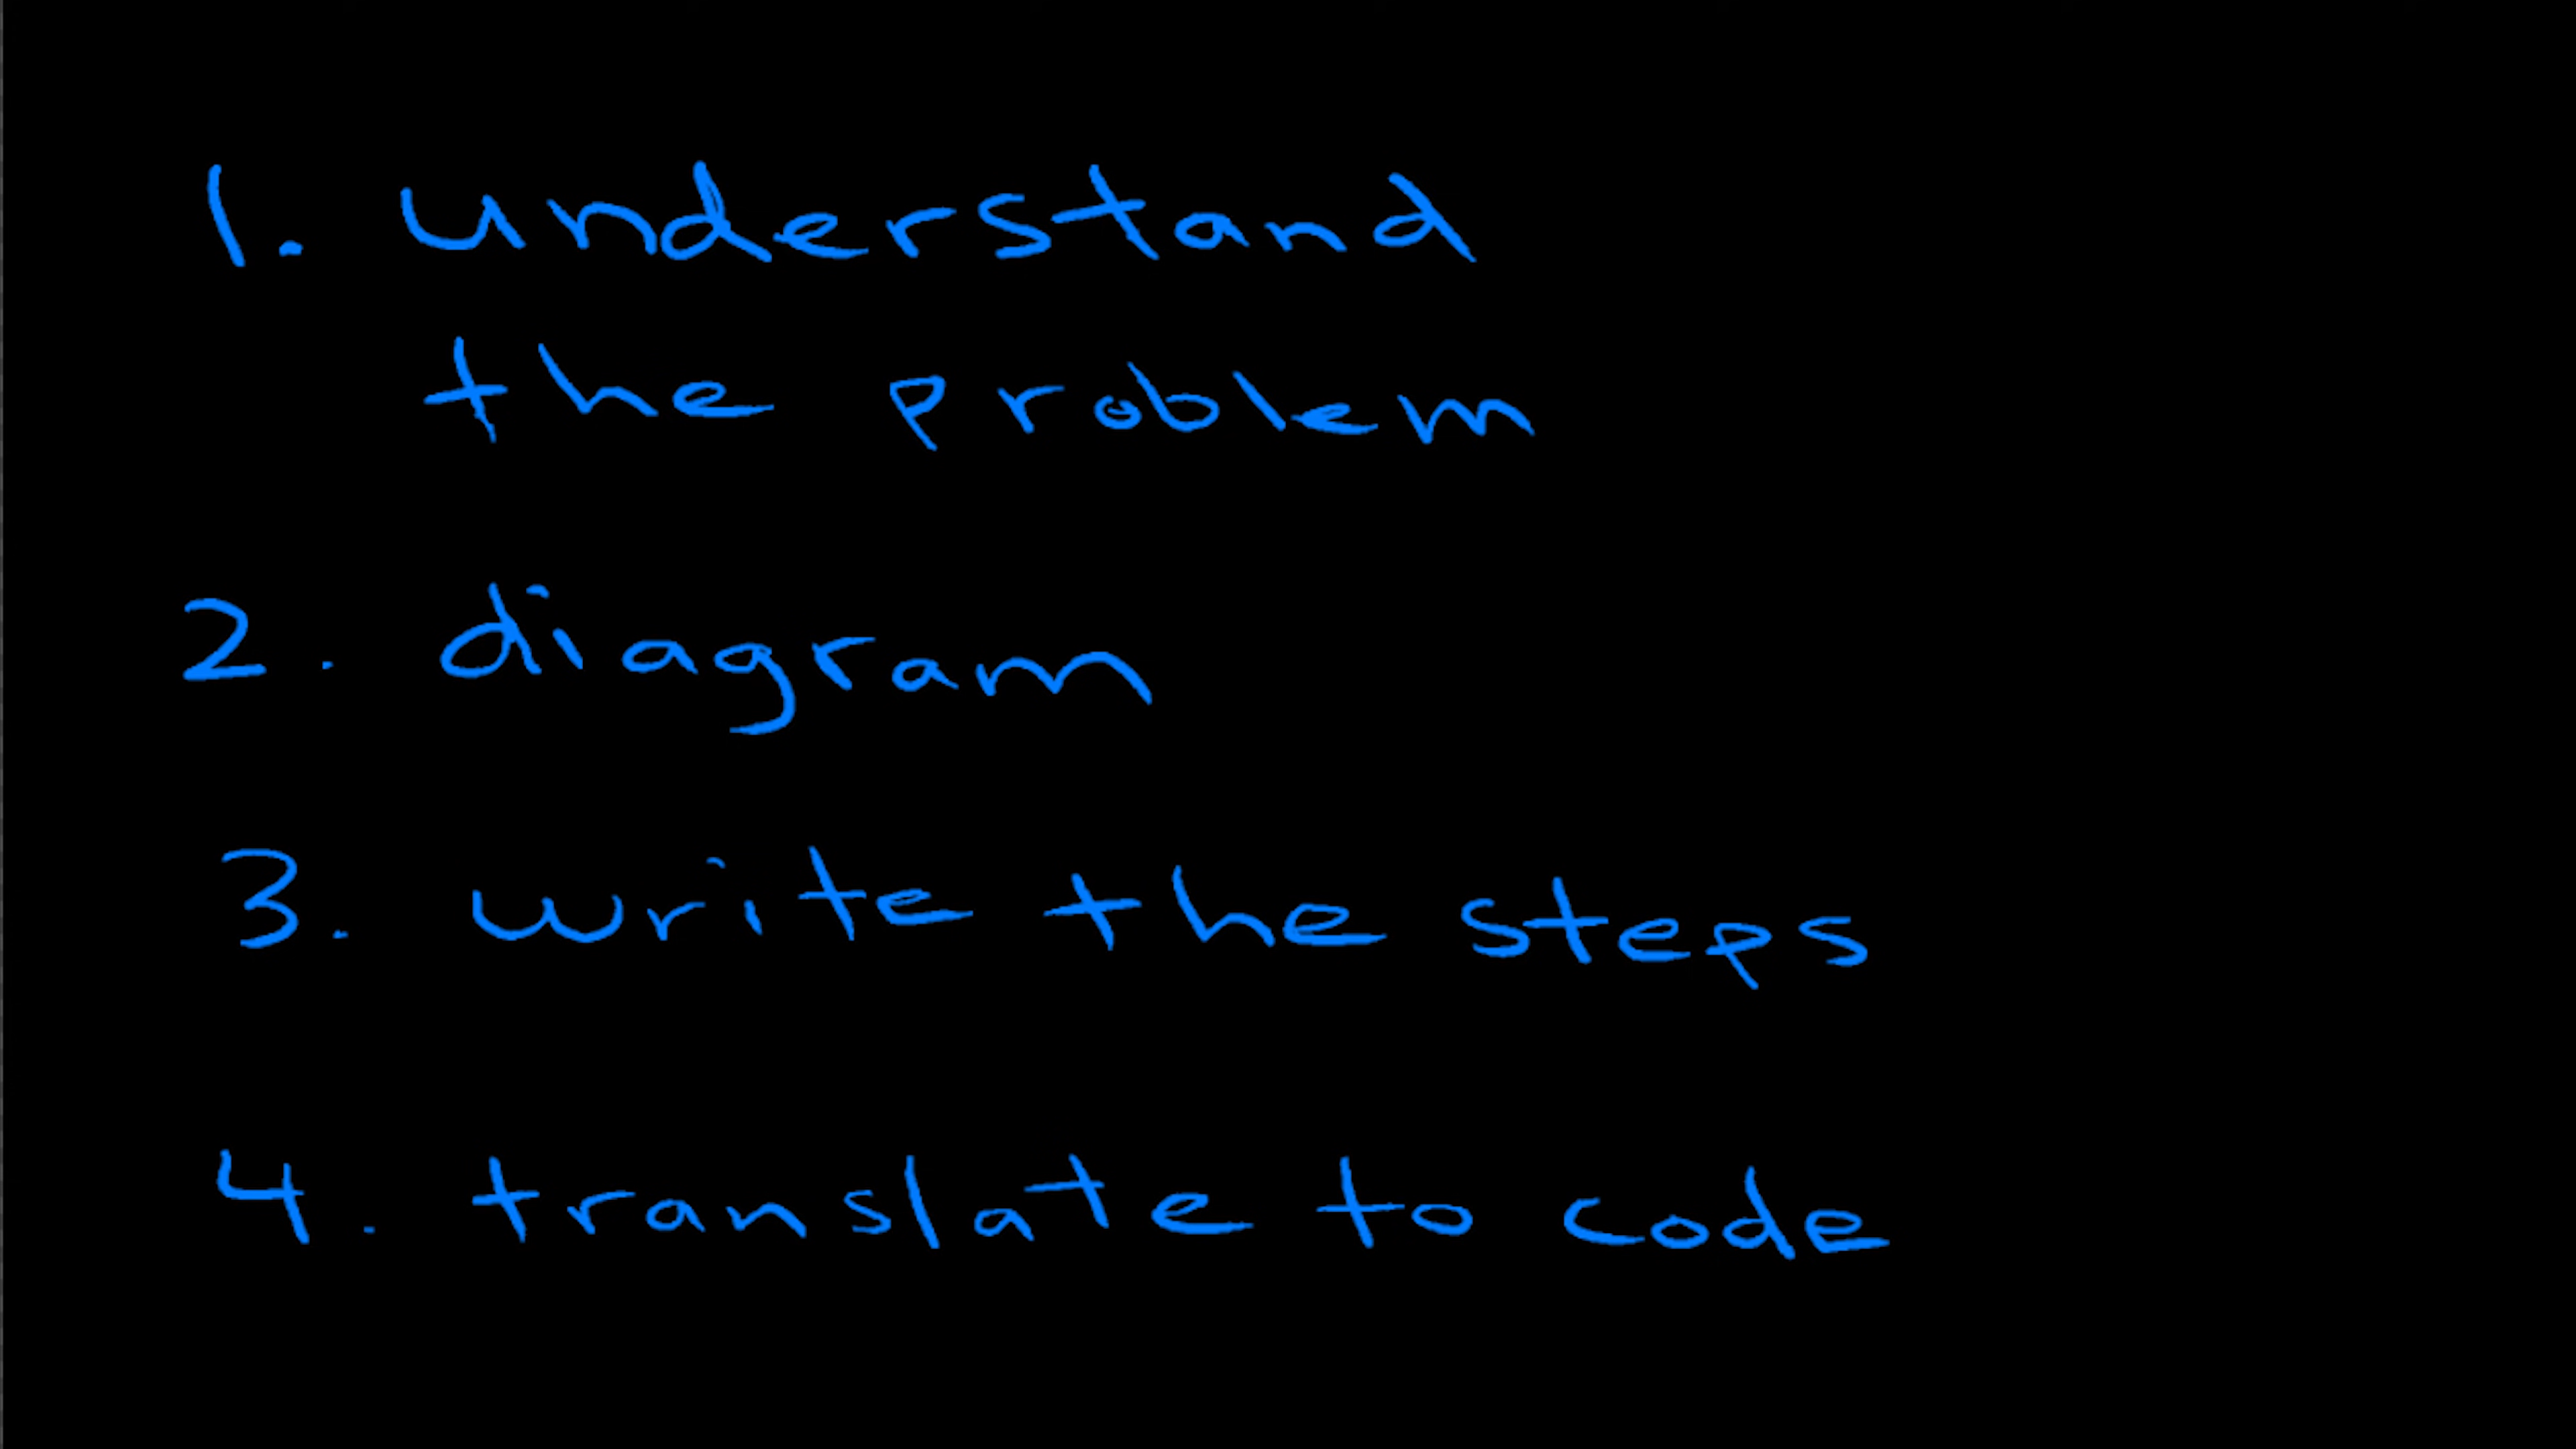 1. understand
the problem
2. diagram
3. write the steps
4. translate to code